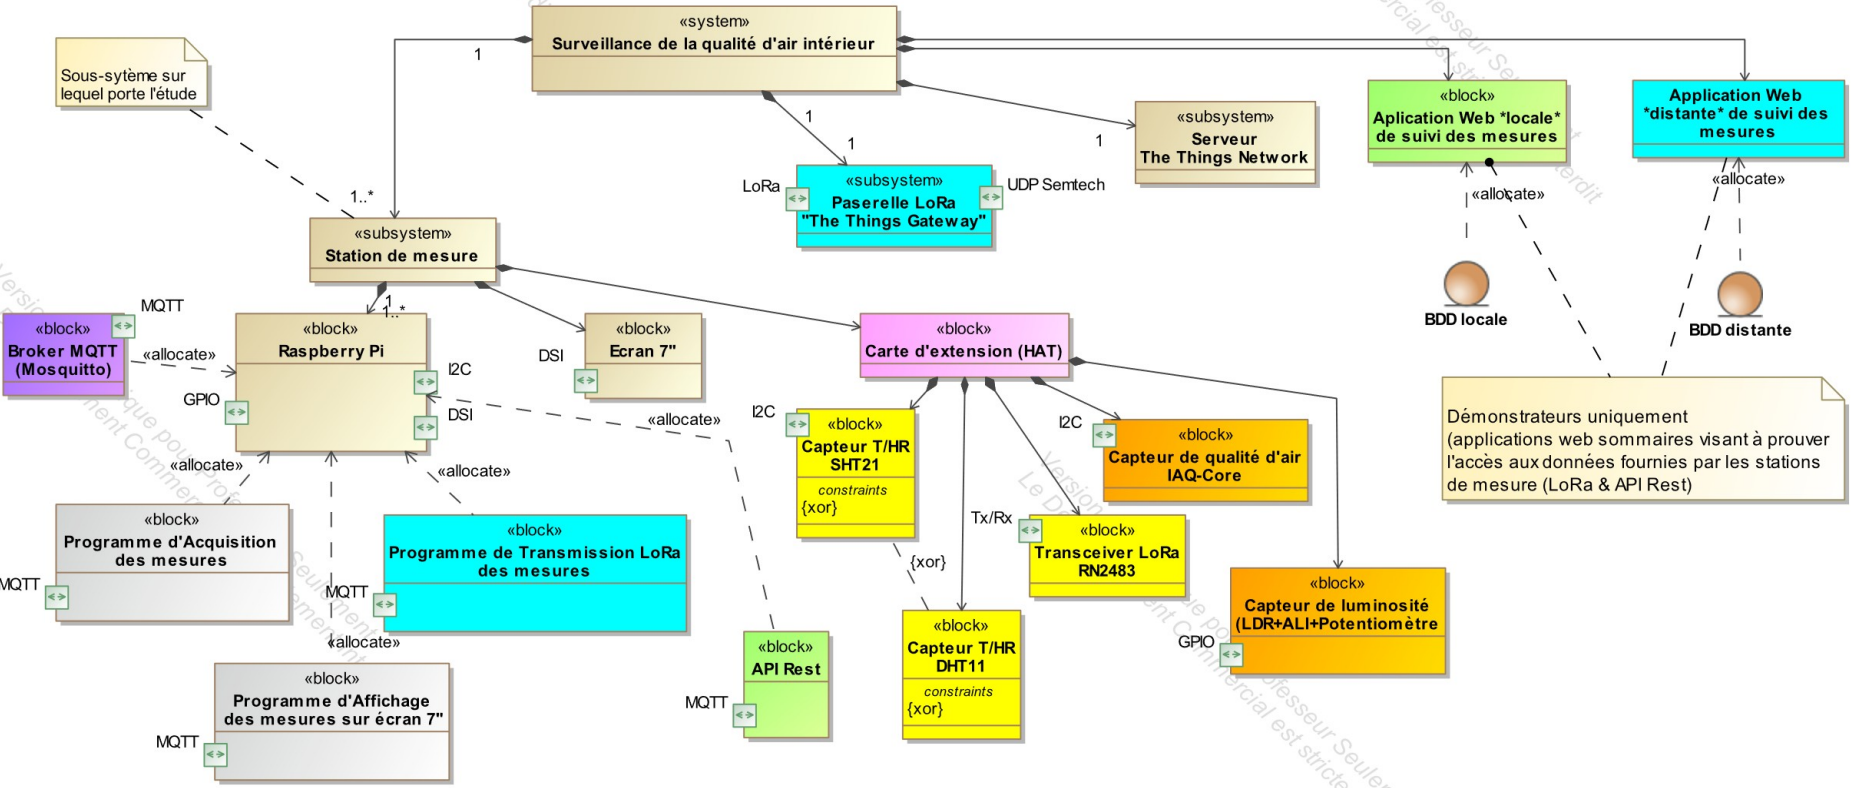 «system»
Surveillance de la qualité d'air intérieur
1
Sous-sytème sur
lequel porte l'étude
1..*
«subsystem»
Station de mesure
1
1
«subsystem»
Paserelle LoRa
"The Things Gateway"
LoRa
UDP Semtech
«subsystem»
Serveur
The Things Network
1
«block»
Aplication Web *locale*
de suivi des mesures
Application Web
*distante* de suivi des
mesures
«allocate»
«allocate»
BDD locale
BDD distante
Démonstrateurs uniquement
(applications web sommaires visant à prouver
l'accès aux données fournies par les stations
de mesure (LoRa & API Rest)
MQTT
«block»
Broker MQTT
(Mosquitto)
«allocate»
1
1..*
«block»
Raspberry Pi
GPIO
I2C
DSI
DSI
«block»
Ecran 7"
«block»
Carte d'extension (HAT)
«allocate»
«allocate»
«allocate»
«allocate»
«block»
Programme d'Acquisition
des mesures
MQTT
«block»
Programme de Transmission LoRa
des mesures
MQTT
«block»
Programme d'Affichage
des mesures sur écran 7"
MQTT
«block»
API Rest
MQTT
I2C
«block»
Capteur T/HR
SHT21
constraints
{xor}
{xor}
«block»
Capteur T/HR
DHT11
constraints
{xor}
Tx/Rx
«block»
Transceiver LoRa
RN2483
I2C
«block»
Capteur de qualité d'air
IAQ-Core
GPIO
«block»
Capteur de luminosité
(LDR+ALI+Potentiomètre